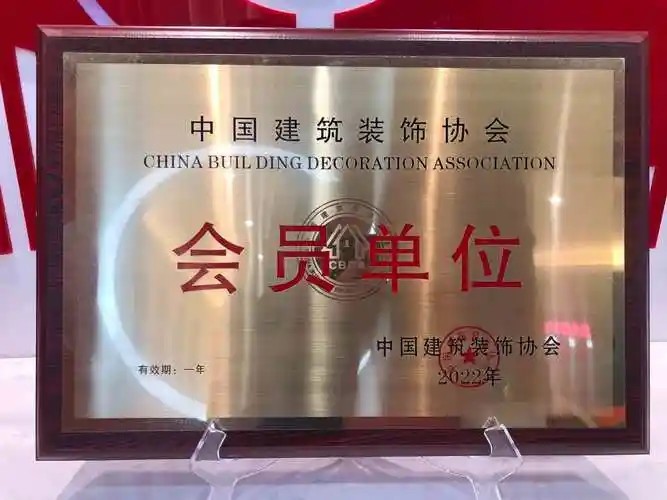 中国建筑装饰协会
CHINA BUILDING DECORATION ASSOCIATION
会员单位
中国建筑装饰协会
有效期：一年
2022年